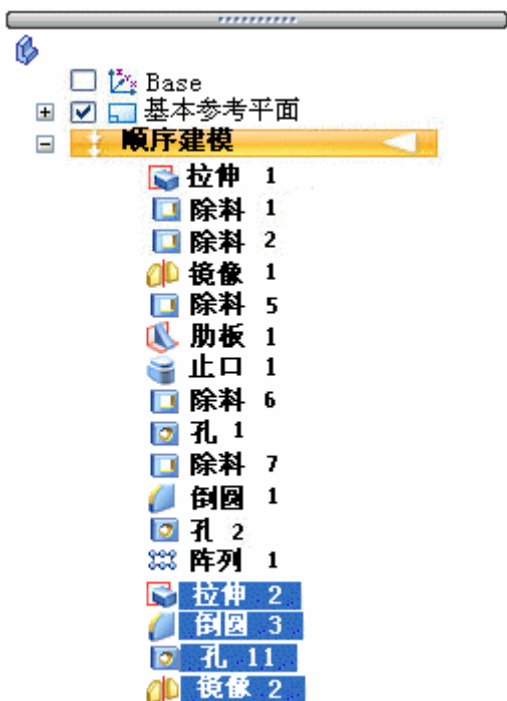 Base
基本参考平面
顺序建模
拉伸 1
除料 1
除料 2
镜像 1
除料 5
肋板 1
止口 1
除料 6
孔 1
除料 7
倒圆 1
孔 2
阵列 1
拉伸 2
倒圆 3
孔 11
镜像 2